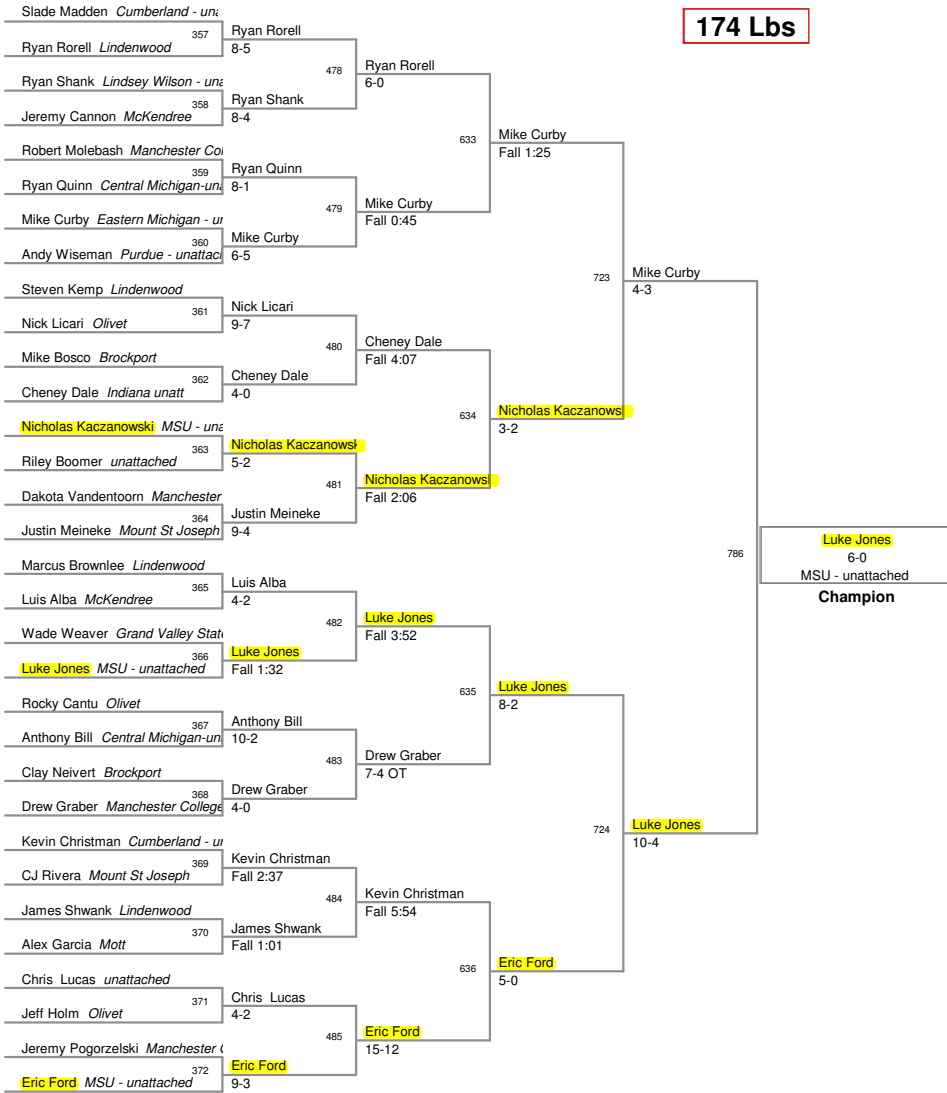 174 Lbs
Slade Madden Cumberland - una
357
Ryan Rorell Lindenwood
Ryan Rorell
8-5
478
Ryan Shank Lindsey Wilson - una
358
Jeremy Cannon McKendree
Ryan Shank
8-4
Ryan Rorell
6-0
633
Robert Molebash Manchester Col
359
Ryan Quinn Central Michigan-una
Ryan Quinn
8-1
479
Mike Curby Eastern Michigan - un
360
Andy Wiseman Purdue - unattach
Mike Curby
6-5
Mike Curby
Fall 0:45
Mike Curby
Fall 1:25
723
Steven Kemp Lindenwood
361
Nick Licari Olivet
Nick Licari
9-7
480
Mike Bosco Brockport
362
Cheney Dale Indiana unatt
Cheney Dale
4-0
Cheney Dale
Fall 4:07
634
Nicholas Kaczanowski MSU - una
363
Riley Boomer unattached
Nicholas Kaczanowsk
5-2
481
Dakota Vandentoorn Manchester
364
Justin Meineke Mount St Joseph
Justin Meineke
9-4
Nicholas Kaczanowsk
Fall 2:06
Nicholas Kaczanowsk
3-2
Mike Curby
4-3
786
Marcus Brownlee Lindenwood
365
Luis Alba McKendree
Luis Alba
4-2
482
Wade Weaver Grand Valley State
366
Luke Jones MSU - unattached
Luke Jones
Fall 1:32
Luke Jones
Fall 3:52
635
Rocky Cantu Olivet
367
Anthony Bill Central Michigan-un
Anthony Bill
10-2
483
Clay Neivert Brockport
368
Drew Graber Manchester College
Drew Graber
4-0
Drew Graber
7-4 OT
Luke Jones
8-2
724
Kevin Christman Cumberland - un
369
CJ Rivera Mount St Joseph
Kevin Christman
Fall 2:37
484
James Shwank Lindenwood
370
Alex Garcia Mott
James Shwank
Fall 1:01
Kevin Christman
Fall 5:54
636
Chris Lucas unattached
371
Jeff Holm Olivet
Chris Lucas
4-2
485
Jeremy Pogorzelski Manchester C
372
Eric Ford MSU - unattached
Eric Ford
9-3
Eric Ford
15-12
Eric Ford
5-0
Luke Jones
10-4
Luke Jones
6-0
MSU - unattached
Champion